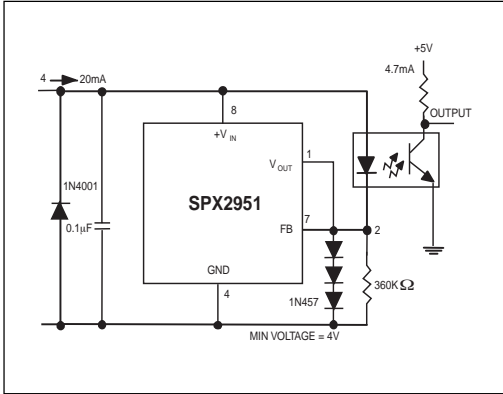 +5V
4 20mA
4.7mA
OUTPUT
8
+V IN
1
V OUT
1N4001
SPX2951
0.1µF
7
FB
2
GND
360KΩ
4
1N457
MIN VOLTAGE = 4V